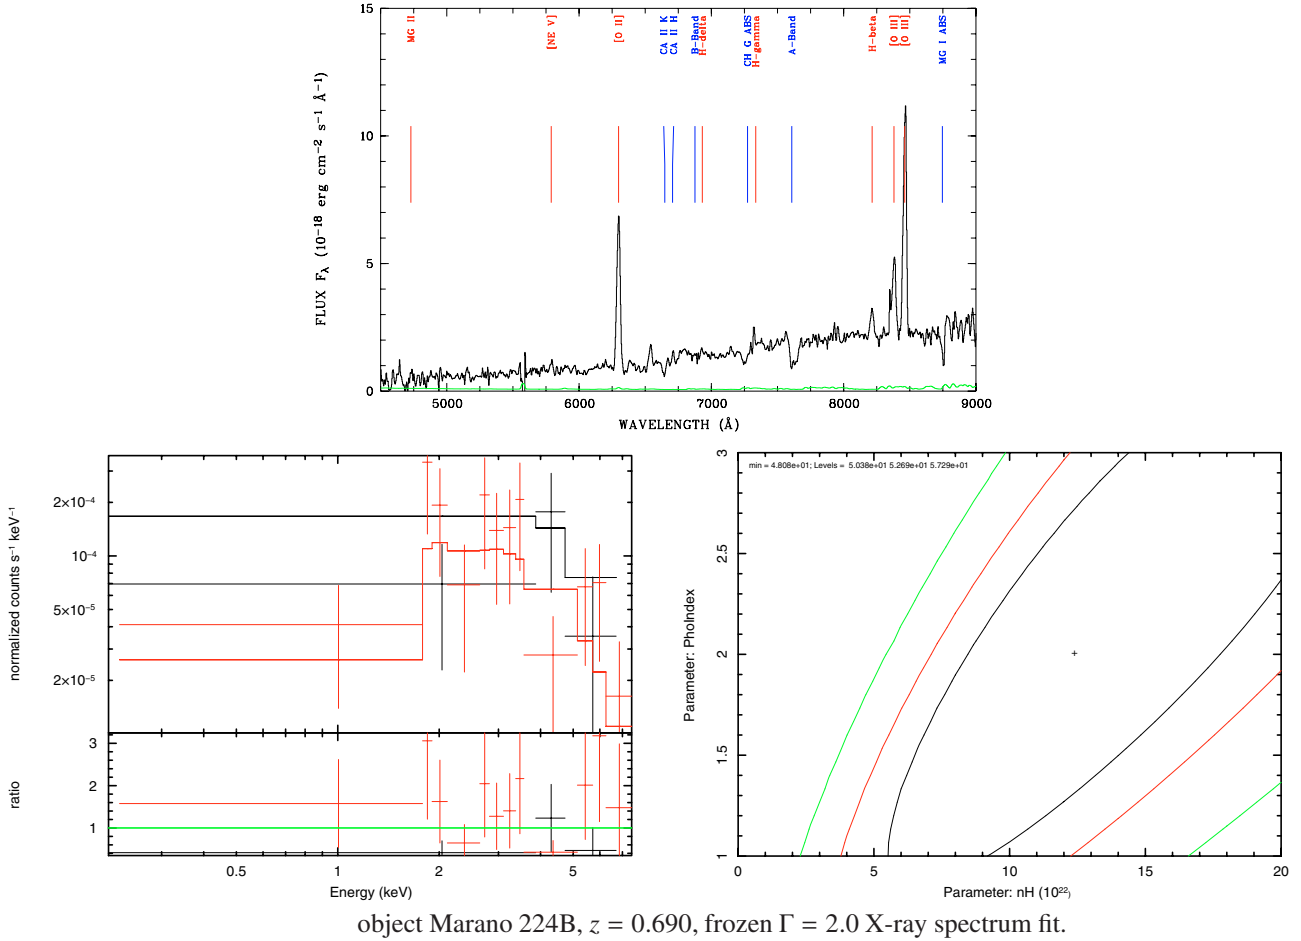 15
10
5
0
FLUX F_λ (10⁻¹⁸ erg cm⁻² s⁻¹ Å⁻¹)
MG II
[NE V]
[O II]
CA II K
CA II H
B-Band
H-delta
CH G ABS
H-gamma
A-Band
H-beta
[O III]
[O III]
MG I ABS
5000 6000 7000 8000 9000
WAVELENGTH (Å)
normalized counts s⁻¹ keV⁻¹
2×10⁻⁴
10⁻⁴
5×10⁻⁵
2×10⁻⁵
ratio
3
2
1
0.5 1 2 5
Energy (keV)
min = 4.808e+01; Levels = 5.038e+01 5.269e+01 5.729e+01
Parameter: PhoIndex
3
2.5
2
1.5
1
0 5 10 15 20
Parameter: nH (10²²)
object Marano 224B, z = 0.690, frozen Γ = 2.0 X-ray spectrum fit.